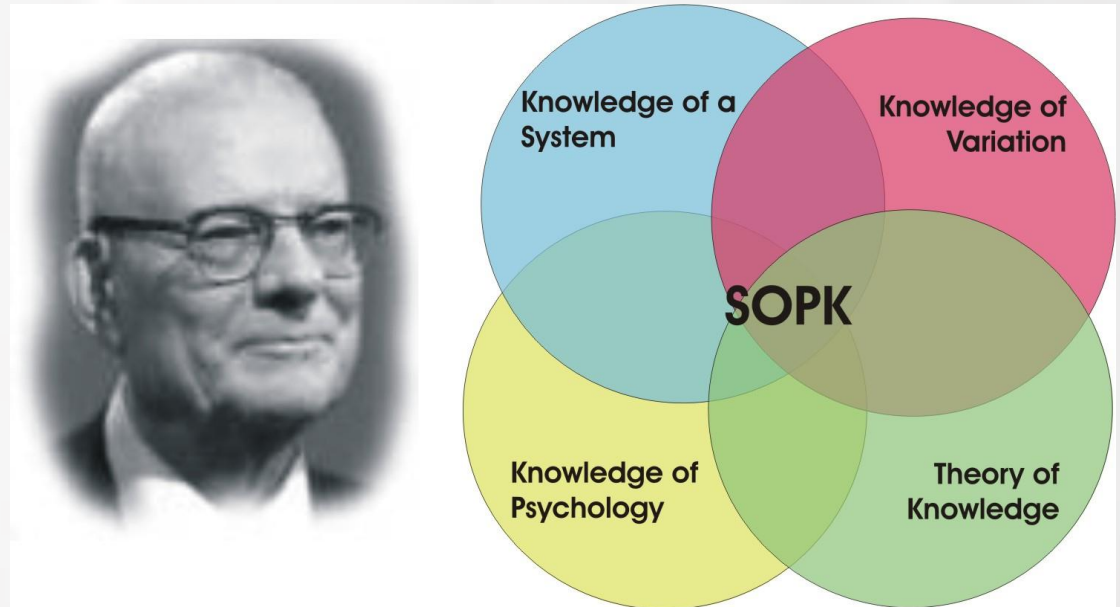 Knowledge of a
System
Knowledge of
Variation
SOPK
Knowledge of
Psychology
Theory of
Knowledge